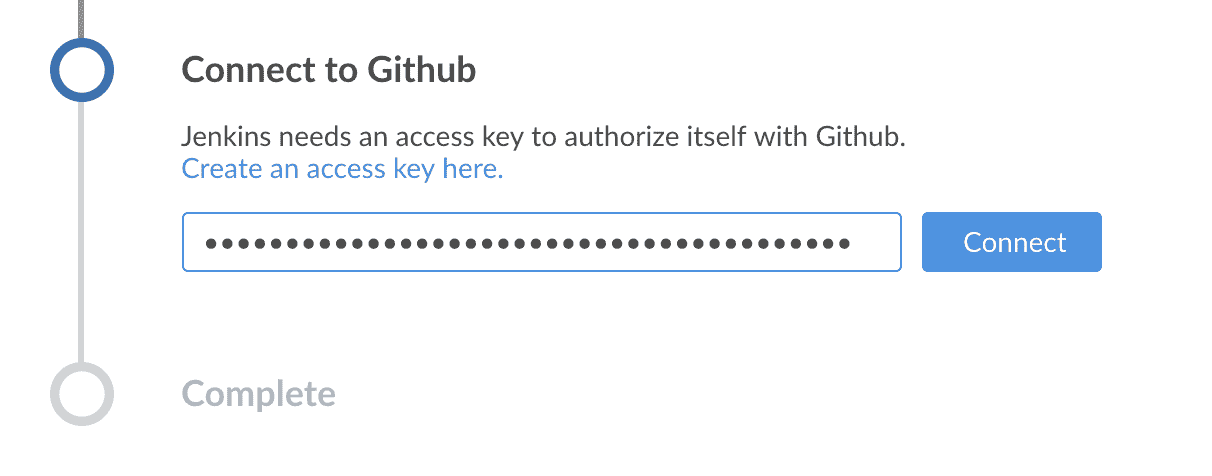 Connect to Github
Jenkins needs an access key to authorize itself with Github.
Create an access key here.
••••••••••••••••••••••••••••••••••••••••
Connect
Complete